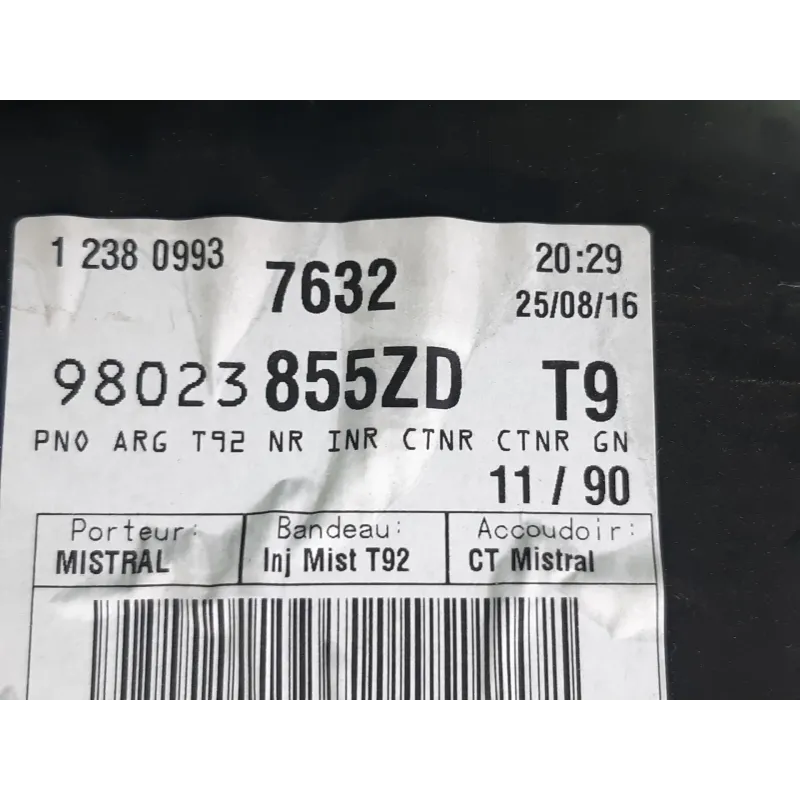 1 238 0993 7632 20:29
25/08/16
98023 855ZD T9
PNO ARG T92 NR INR CTNR CTNR GN
11 / 90
Porteur: Bandeau: Accoudoir:
MISTRAL Inj Mist T92 CT Mistral